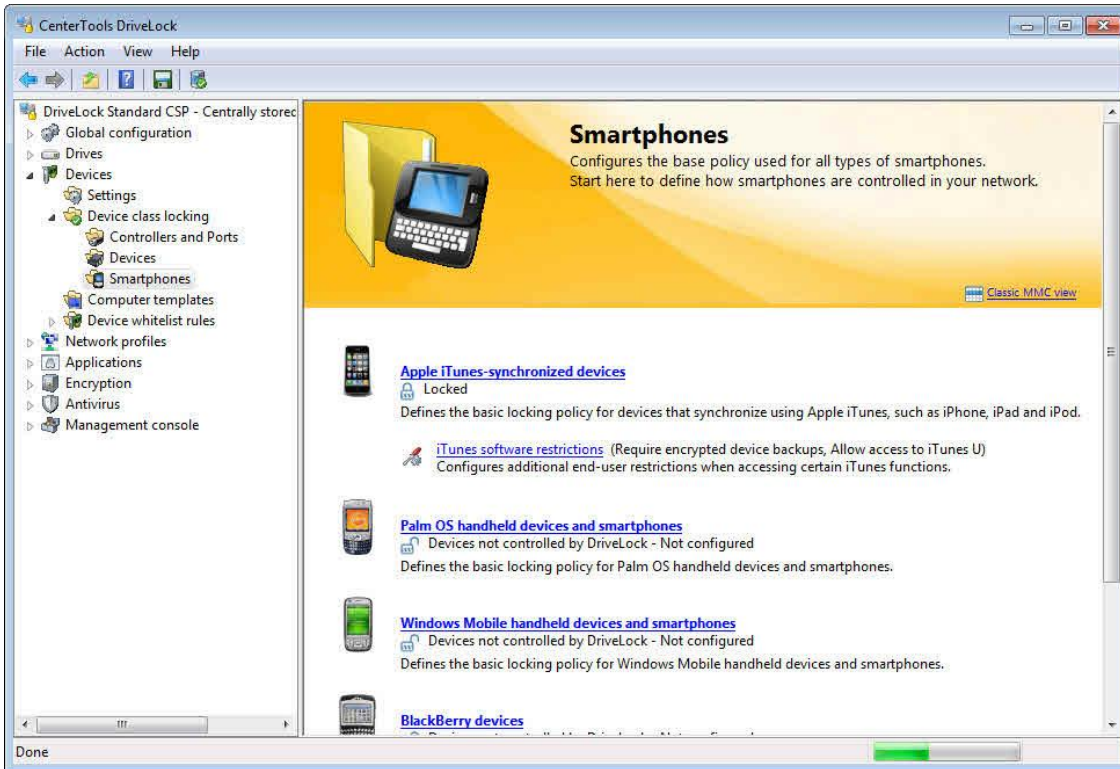 CenterTools DriveLock
File Action View Help
DriveLock Standard CSP - Centrally storec
Global configuration
Drives
Devices
Settings
Device class locking
Controllers and Ports
Devices
Smartphones
Computer templates
Device whitelist rules
Network profiles
Applications
Encryption
Antivirus
Management console
Smartphones
Configures the base policy used for all types of smartphones.
Start here to define how smartphones are controlled in your network.
Classic MMC view
Apple iTunes-synchronized devices
Locked
Defines the basic locking policy for devices that synchronize using Apple iTunes, such as iPhone, iPad and iPod.
iTunes software restrictions (Require encrypted device backups, Allow access to iTunes U)
Configures additional end-user restrictions when accessing certain iTunes functions.
Palm OS handheld devices and smartphones
Devices not controlled by DriveLock - Not configured
Defines the basic locking policy for Palm OS handheld devices and smartphones.
Windows Mobile handheld devices and smartphones
Devices not controlled by DriveLock - Not configured
Defines the basic locking policy for Windows Mobile handheld devices and smartphones.
BlackBerry devices
Done